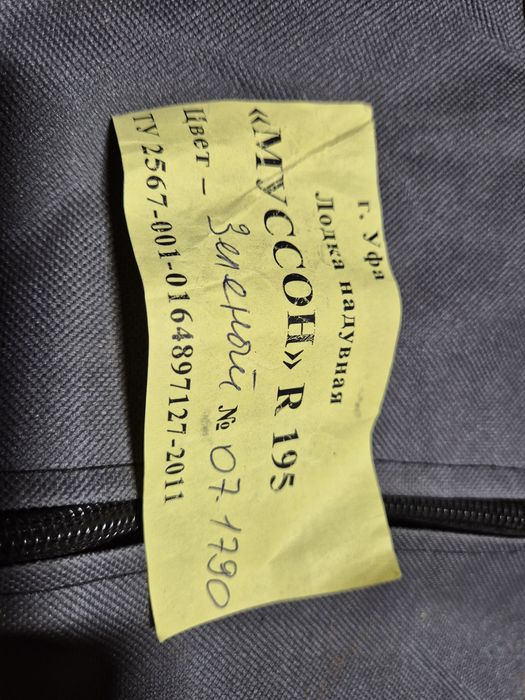 г. Уфа
Лодка надувная
«МУССОН» R 195
Цвет – Зеленый № 07 1790
ТУ 2567-001-0164897127-2011